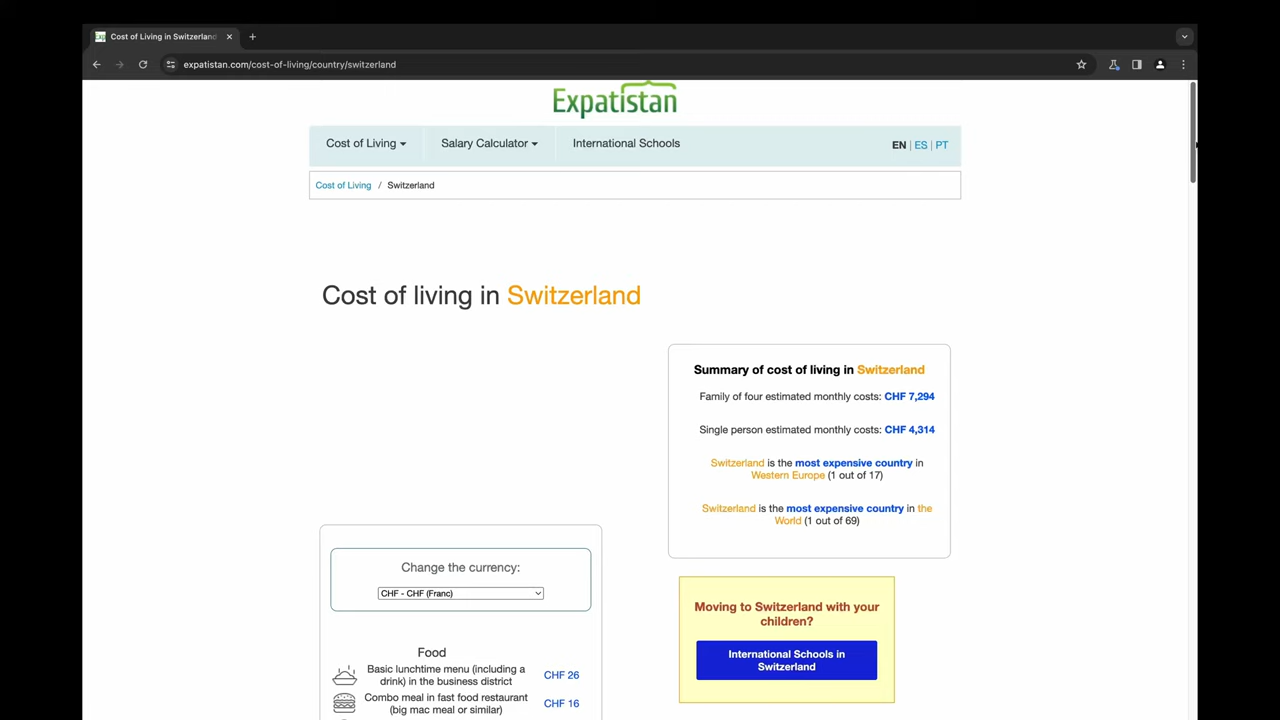 Cost of Living in Switzerland
expatistan.com/cost-of-living/country/switzerland
Expatistan
Cost of Living Salary Calculator International Schools EN | ES | PT
Cost of Living / Switzerland
Cost of living in Switzerland
Summary of cost of living in Switzerland
Family of four estimated monthly costs: CHF 7,294
Single person estimated monthly costs: CHF 4,314
Switzerland is the most expensive country in
Western Europe (1 out of 17)
Switzerland is the most expensive country in the
World (1 out of 69)
Change the currency:
CHF - CHF (Franc)
Moving to Switzerland with your
children?
International Schools in
Switzerland
Food
Basic lunchtime menu (including a
drink) in the business district CHF 26
Combo meal in fast food restaurant
(big mac meal or similar) CHF 16